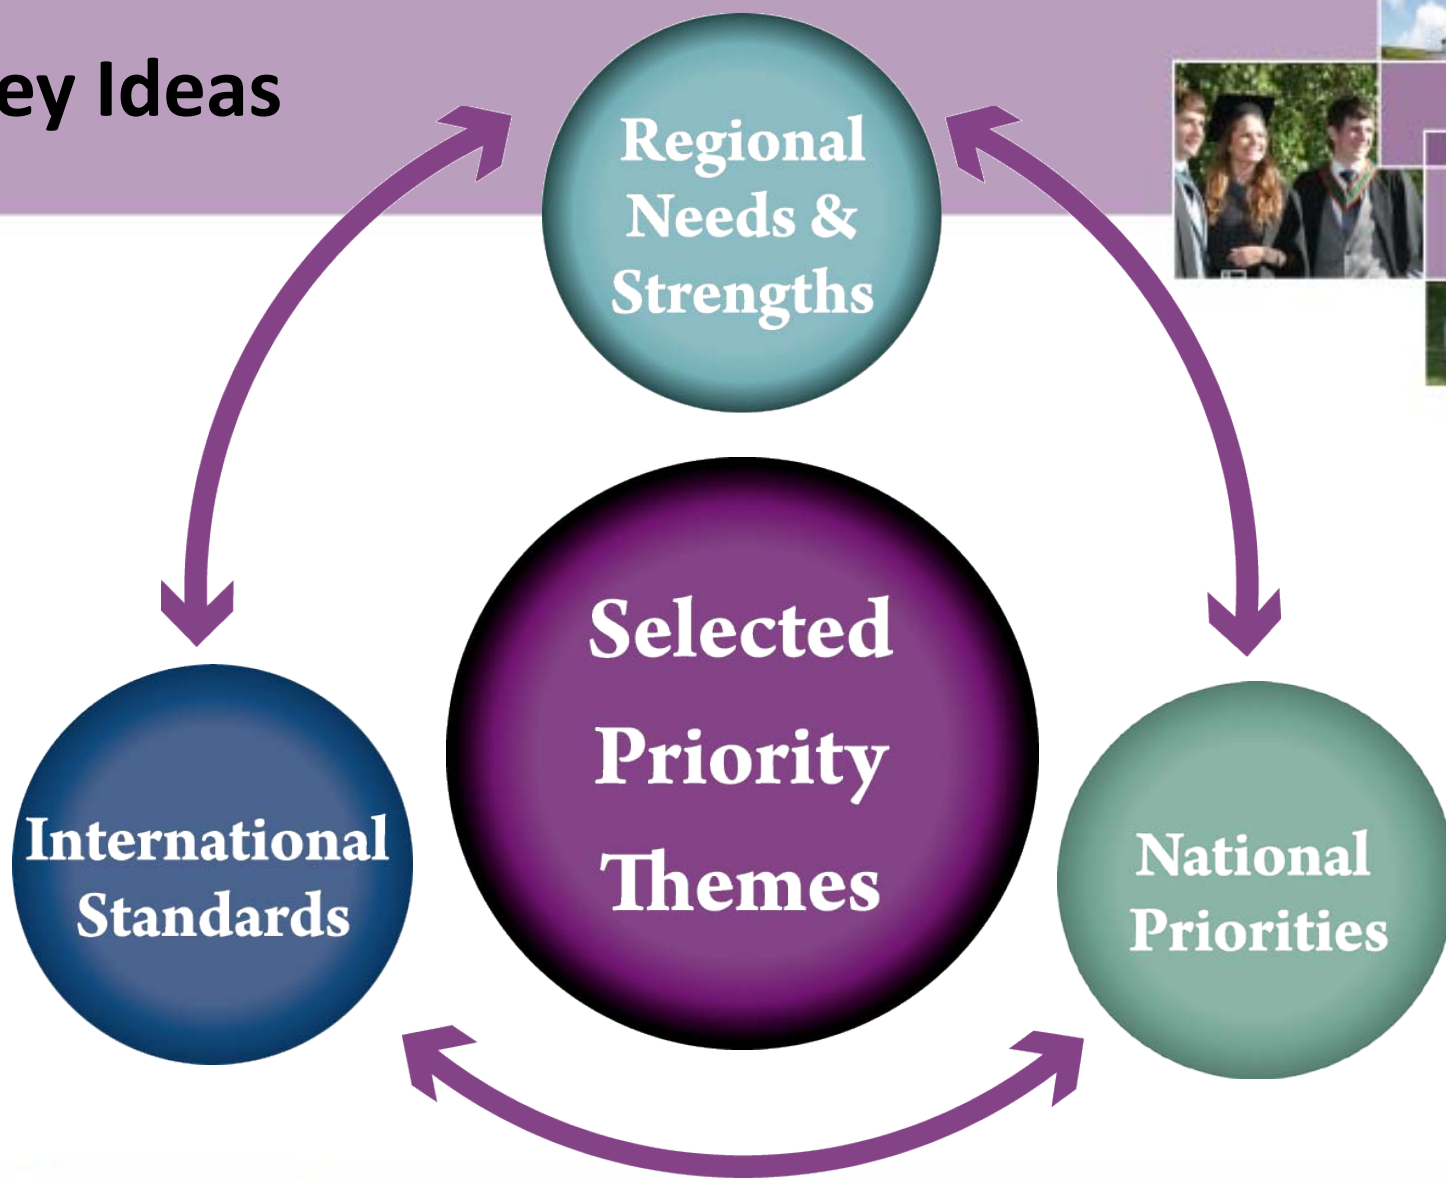 ey Ideas
Regional
Needs &
Strengths
Selected
Priority
Themes
International
Standards
National
Priorities